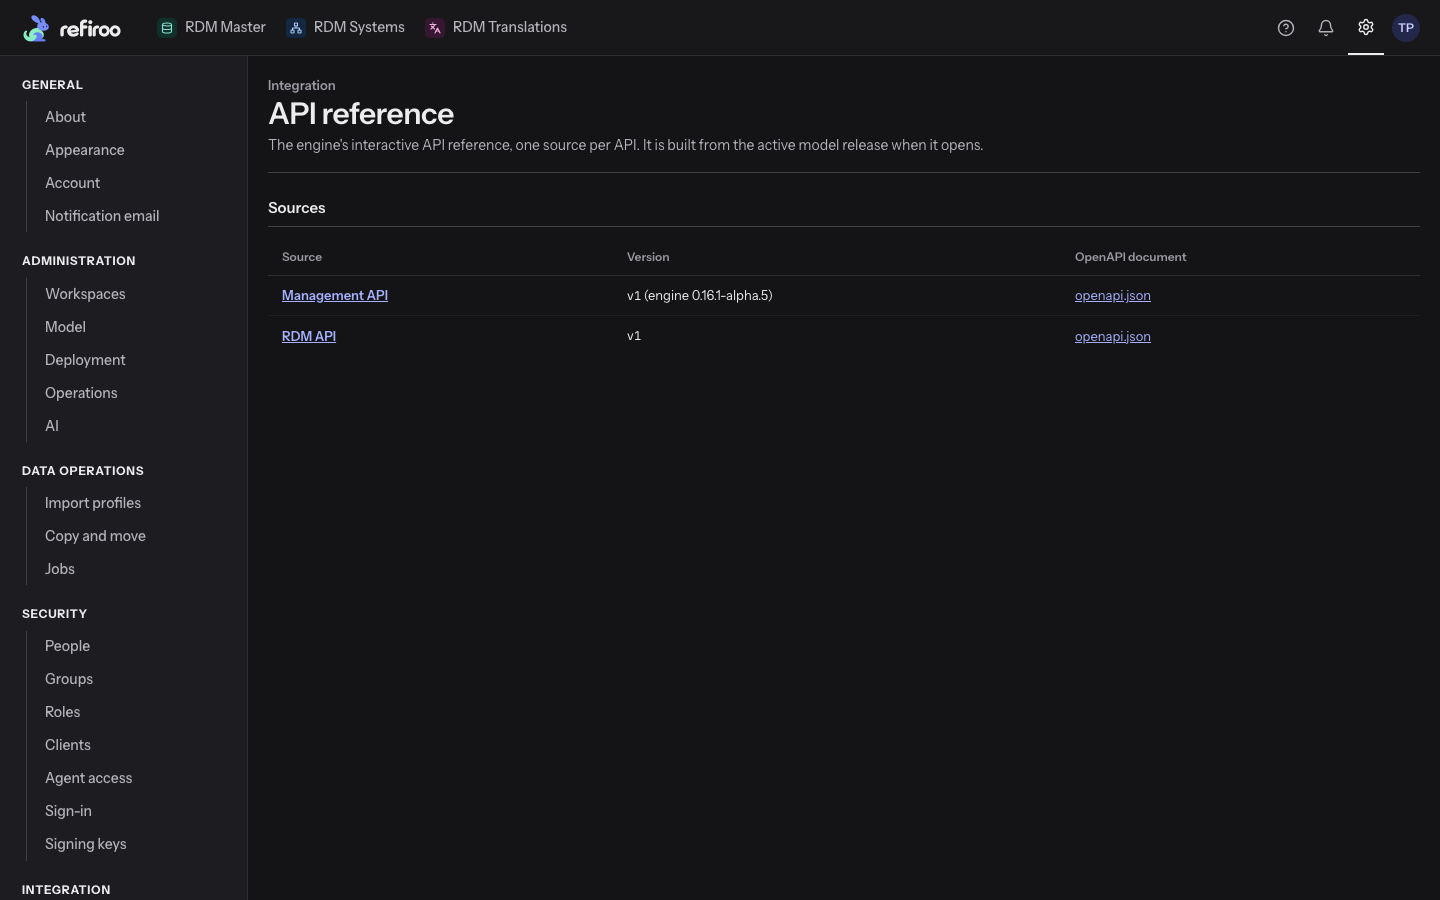 refiroo
RDM Master
RDM Systems
RDM Translations
TP
GENERAL
About
Appearance
Account
Notification email
ADMINISTRATION
Workspaces
Model
Deployment
Operations
AI
DATA OPERATIONS
Import profiles
Copy and move
Jobs
SECURITY
People
Groups
Roles
Clients
Agent access
Sign-in
Signing keys
INTEGRATION
Integration
API reference
The engine's interactive API reference, one source per API. It is built from the active model release when it opens.
Sources
Source Version OpenAPI document
Management API v1 (engine 0.16.1-alpha.5) openapi.json
RDM API v1 openapi.json